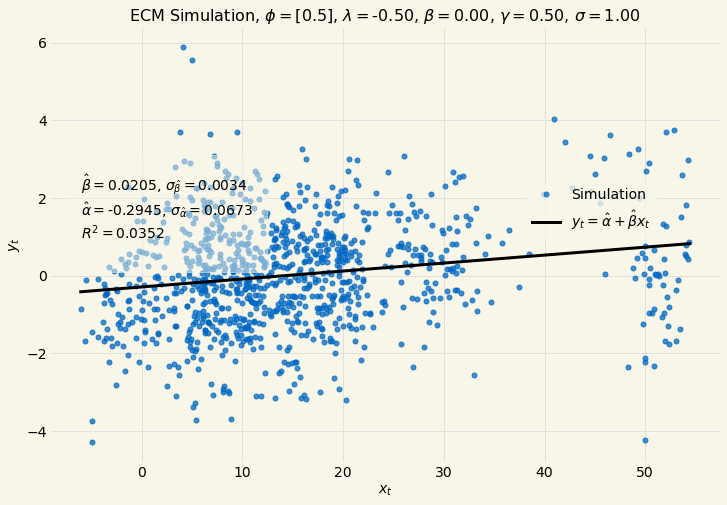 ECM Simulation, ϕ = [0.5], λ = -0.50, β = 0.00, γ = 0.50, σ = 1.00
6
4
2
0
−2
−4
y_t
β̂ = 0.0205, σ_β̂ = 0.0034
α̂ = -0.2945, σ_α̂ = 0.0673
R² = 0.0352
Simulation
y_t = α̂ + β̂x_t
0 10 20 30 40 50
x_t